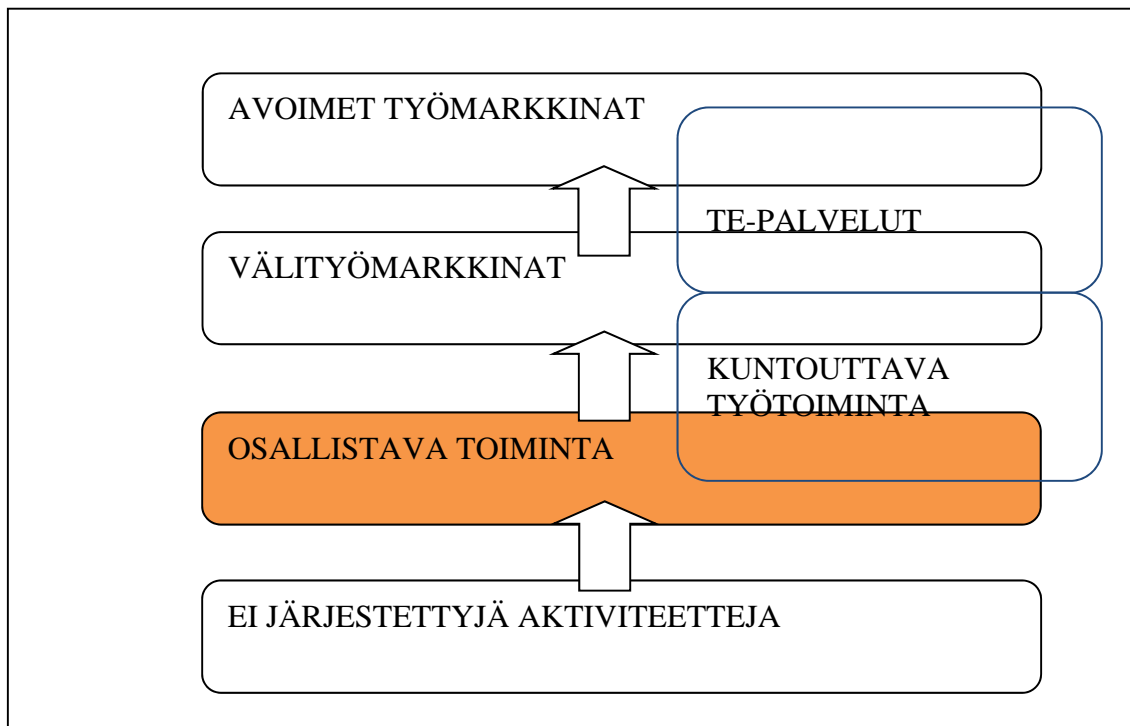 AVOIMET TYÖMARKKINAT
TE-PALVELUT
VÄLITYÖMARKKINAT
KUNTOUTTAVA
TYÖTOIMINTA
OSALLISTAVA TOIMINTA
EI JÄRJESTETTYJÄ AKTIVITEETTEJA